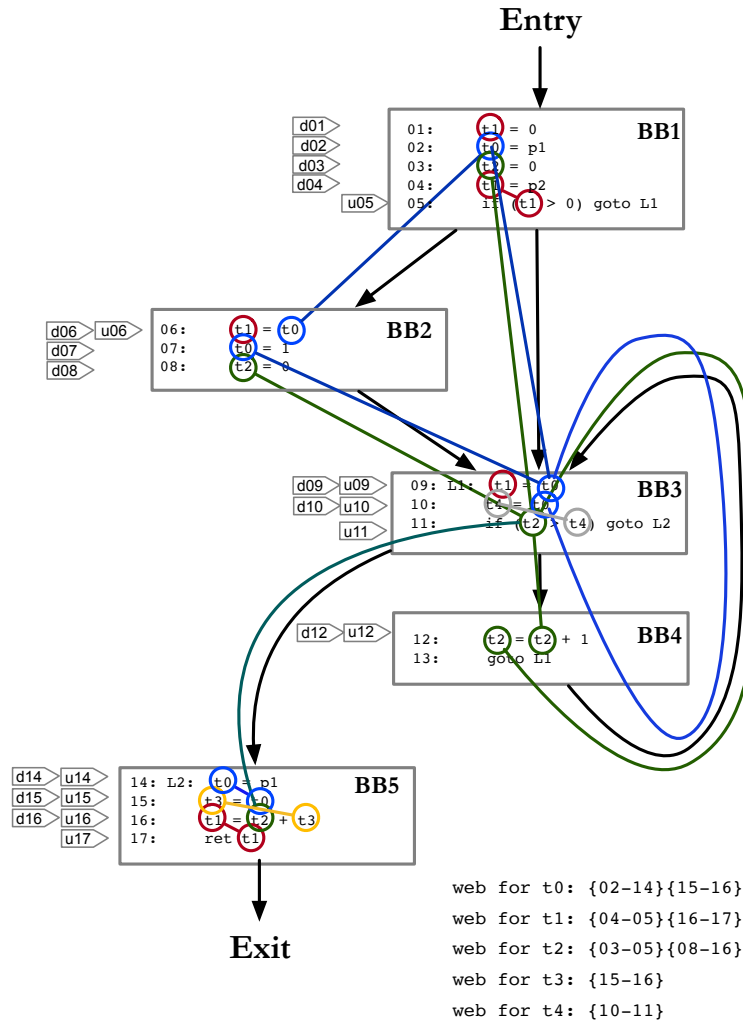 Entry
BB1
d01 01: t1 = 0
d02 02: t0 = p1
d03 03: t2 = 0
d04 04: t1 = p2
u05 05: if (t1 > 0) goto L1
BB2
d06 u06 06: t1 = t0
d07 07: t0 = 1
d08 08: t2 = 0
BB3
d09 u09 09: L1: t1 = t0
d10 u10 10: t4 = t0
u11 11: if (t2 > t4) goto L2
BB4
d12 u12 12: t2 = t2 + 1
13: goto L1
BB5
d14 u14 14: L2: t0 = p1
d15 u15 15: t3 = t0
d16 u16 16: t1 = t2 + t3
u17 17: ret t1
Exit
web for t0: {02-14}{15-16}
web for t1: {04-05}{16-17}
web for t2: {03-05}{08-16}
web for t3: {15-16}
web for t4: {10-11}